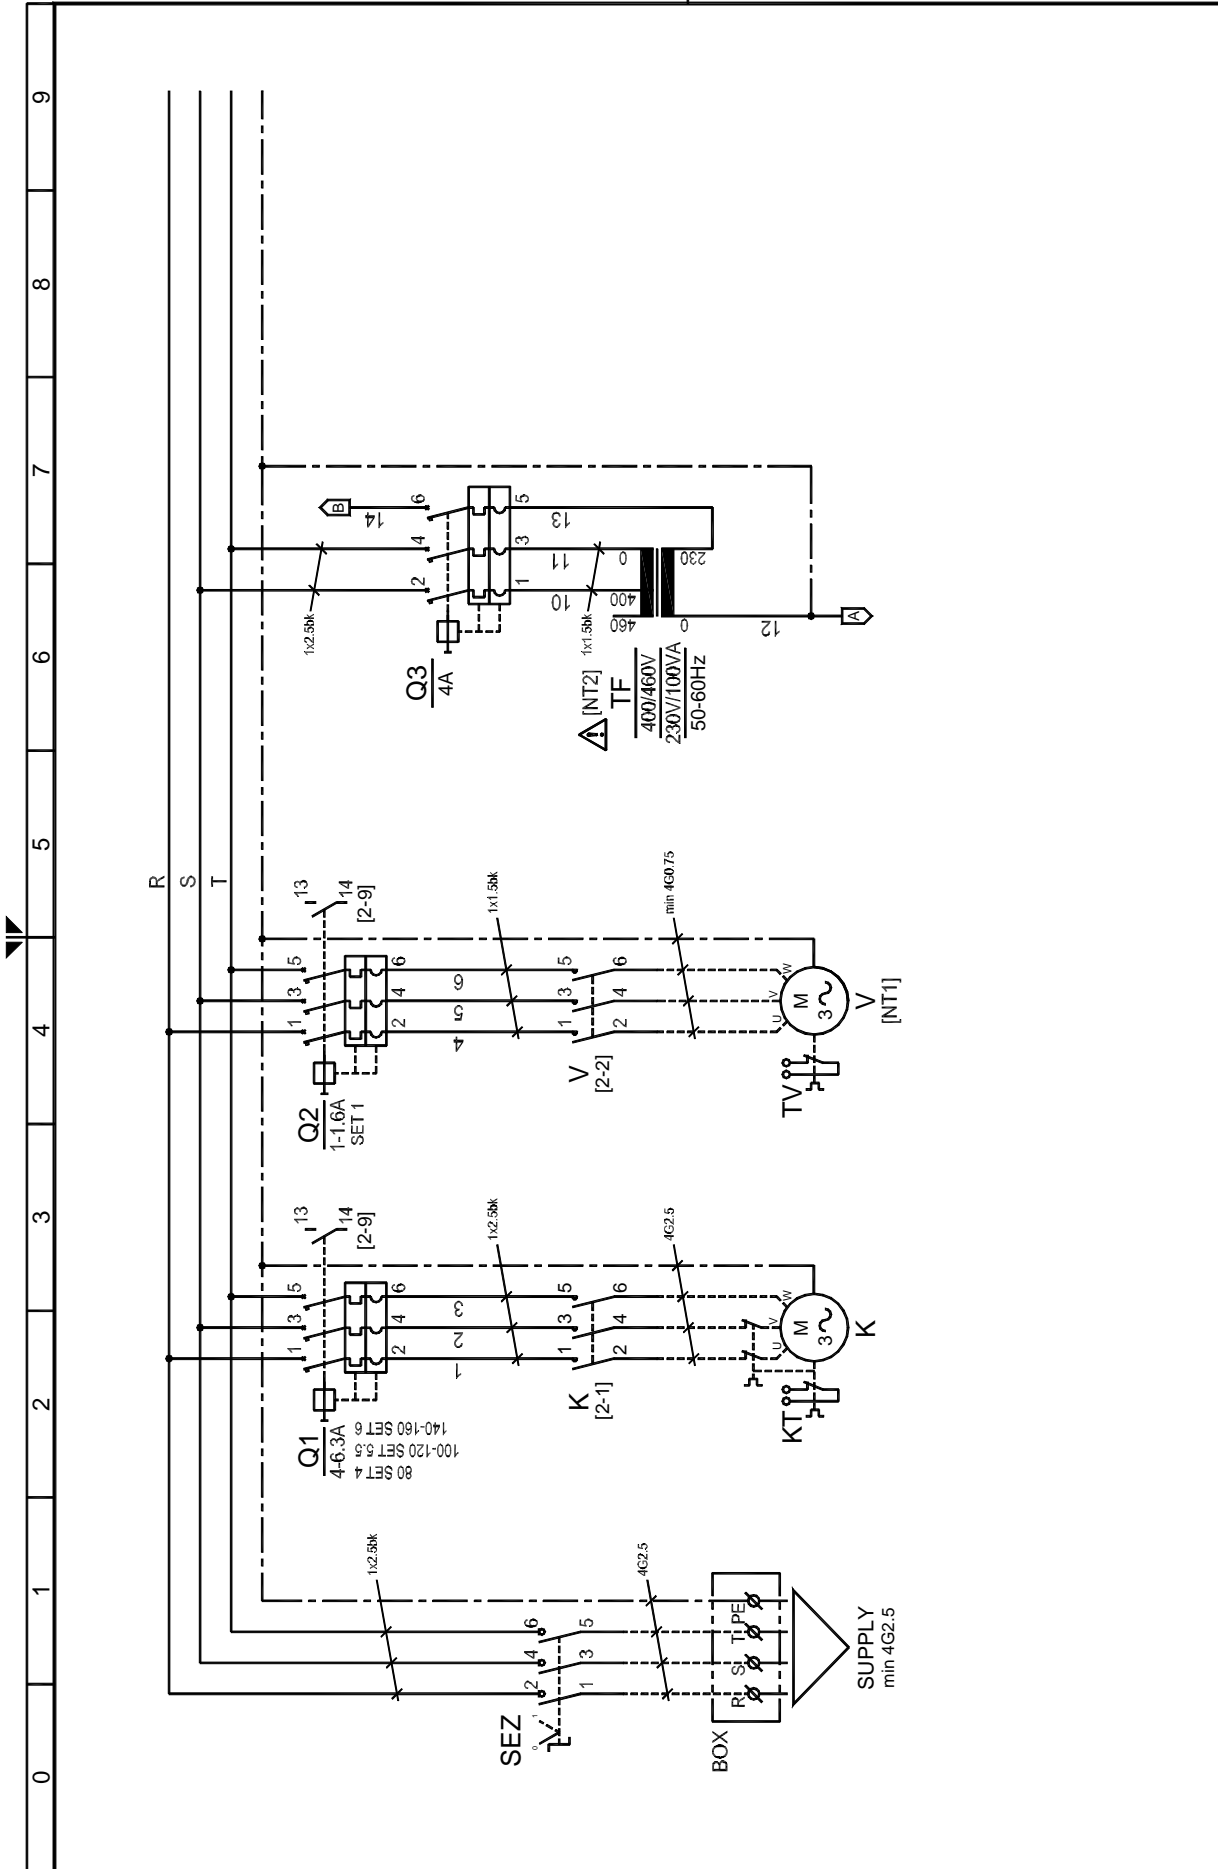 0
1
2
3
4
5
6
7
8
9
R
S
T
1x2.5bk
SEZ
0
1
2
4
6
1
3
5
4G2.5
BOX
R
S
T
PE
SUPPLY
min 4G2.5
Q1
4-6.3A
80 SET 4
100-120 SET 5.5
140-160 SET 6
1
3
5
13
14
[2-9]
2
4
6
1
2
3
1x2.5bk
K
[2-1]
1
3
5
2
4
6
4G2.5
KT
U
V
W
M
3
K
Q2
1-1.6A
SET 1
1
3
5
13
14
[2-9]
2
4
6
4
5
6
1x1.5bk
V
[2-2]
1
3
5
2
4
6
min 4G0.75
TV
U
V
W
M
3
V
[NT1]
1x2.5bk
14
B
Q3
4A
2
4
6
1
3
5
10
11
13
1x1.5bk
[NT2]
TF
400/460V
230V/100VA
50-60Hz
460
400
0
0
230
12
A